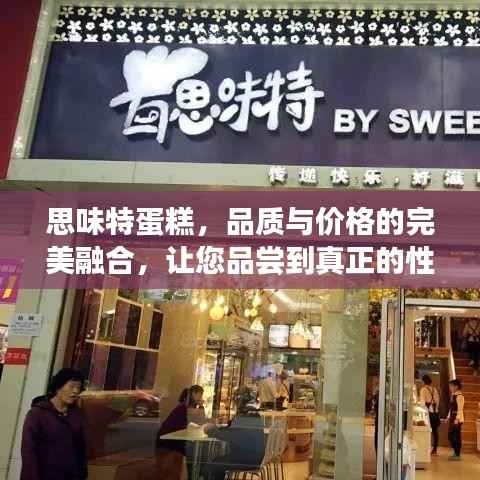 百思味特
BY SWEE
传递快乐，好滋
思味特蛋糕，品质与价格的完
美融合，让您品尝到真正的性